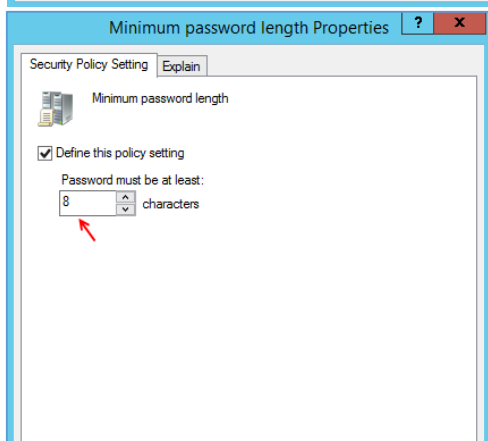 Minimum password length Properties ? x
Security Policy Setting Explain
Minimum password length
Define this policy setting
Password must be at least:
8 characters